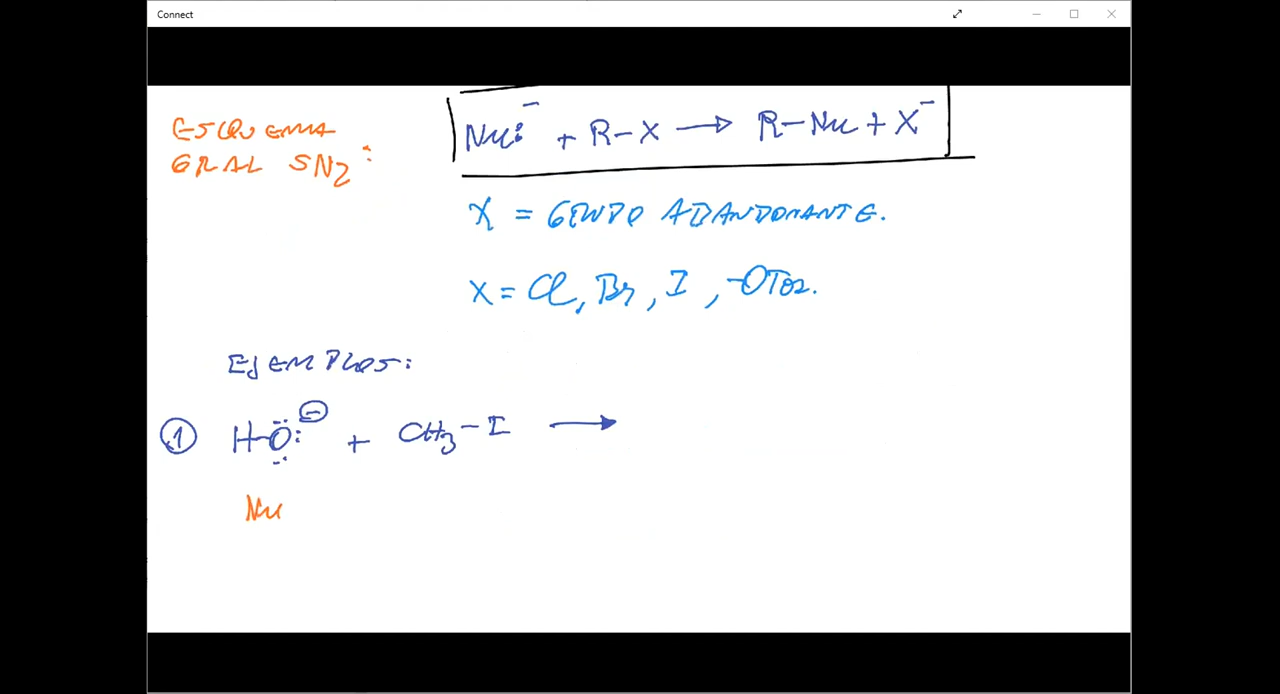 Connect
ESQUEMA
GRAL SN2:
Nu:⁻ + R-X → R-Nu + X⁻
X = GRUPO ABANDONANTE.
X = Cl, Br, I, -OTos.
EJEMPLOS:
① H-O:⊖ + CH3-I →
Nu